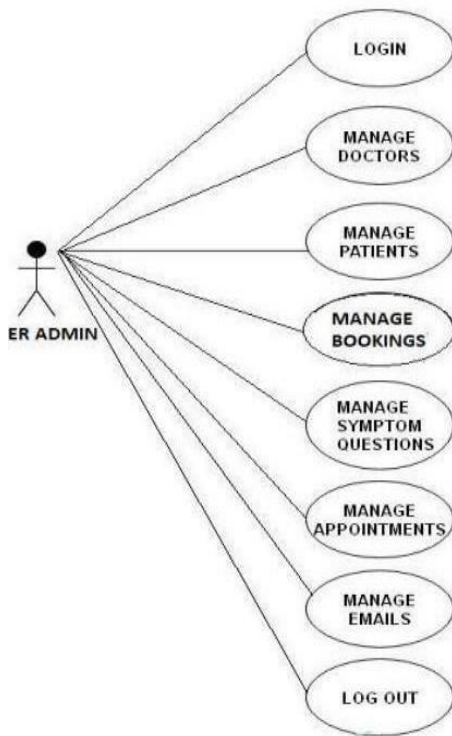 LOGIN
MANAGE
DOCTORS
MANAGE
PATIENTS
ER ADMIN
MANAGE
BOOKINGS
MANAGE
SYMPTOM
QUESTIONS
MANAGE
APPOINTMENTS
MANAGE
EMAILS
LOG OUT